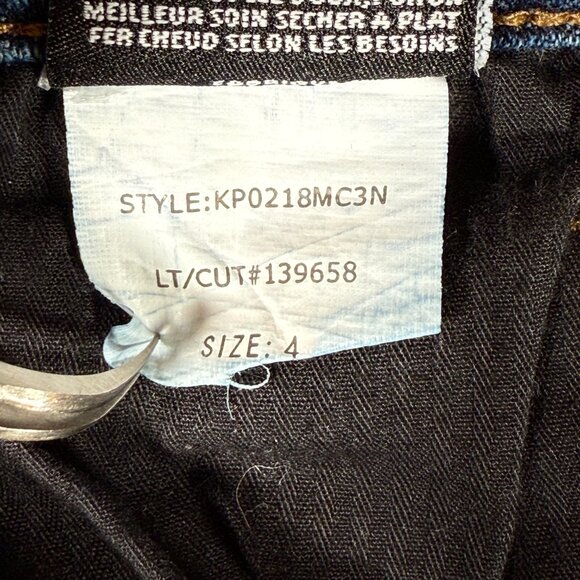 MEILLEUR SOIN SECHER A PLAT
FER CHEUD SELON LES BESOINS
STYLE:KP0218MC3N
LT/CUT#139658
SIZE: 4